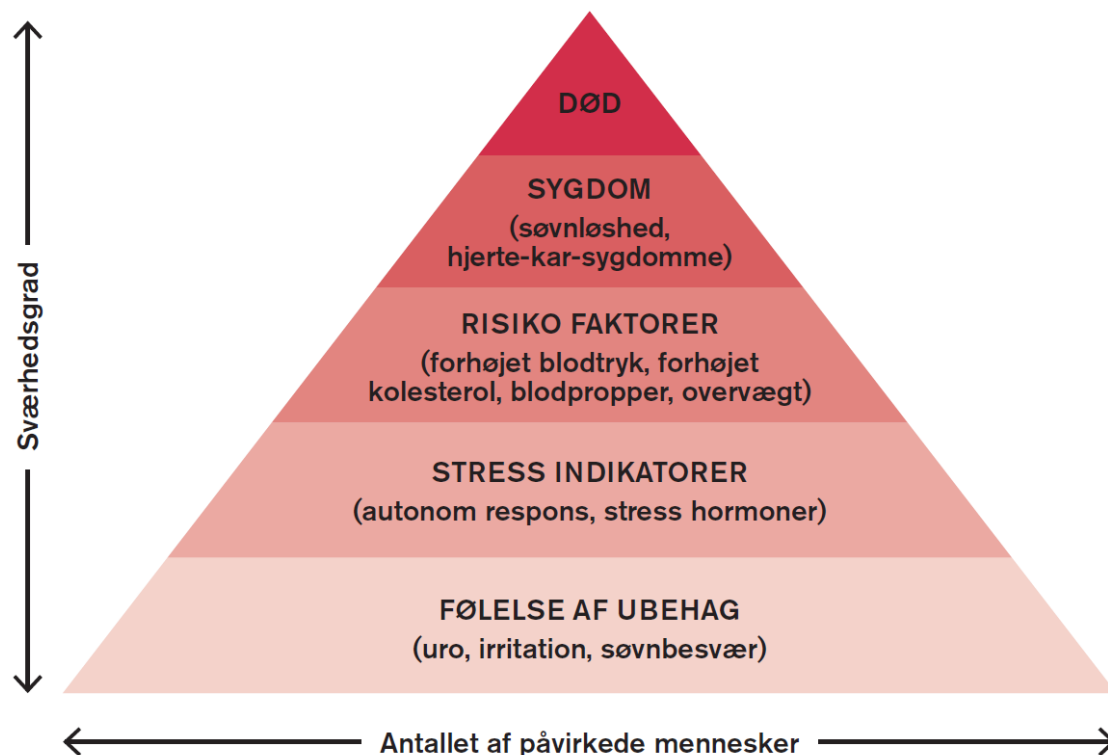 DØD
SYGDOM
(søvnløshed,
hjerte-kar-sygdomme)
RISIKO FAKTORER
(forhøjet blodtryk, forhøjet
kolesterol, blodpropper, overvægt)
STRESS INDIKATORER
(autonom respons, stress hormoner)
FØLELSE AF UBEHAG
(uro, irritation, søvnbesvær)
Sværhedsgrad
Antallet af påvirkede mennesker